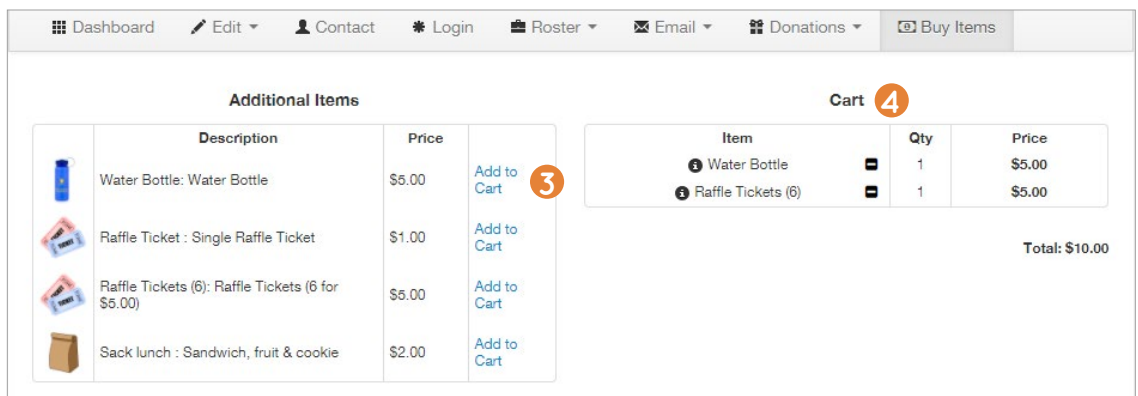 Dashboard Edit Contact Login Roster Email Donations Buy Items
Additional Items
Description Price
Water Bottle: Water Bottle $5.00 Add to
Cart
3
Raffle Ticket : Single Raffle Ticket $1.00 Add to
Cart
Raffle Tickets (6): Raffle Tickets (6 for
$5.00) $5.00 Add to
Cart
Sack lunch : Sandwich, fruit & cookie $2.00 Add to
Cart
Cart 4
Item Qty Price
Water Bottle 1 $5.00
Raffle Tickets (6) 1 $5.00
Total: $10.00